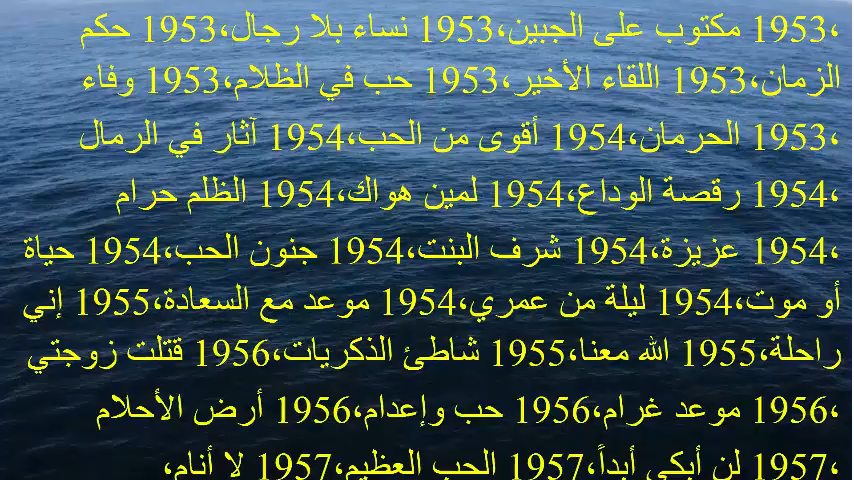 ،1953 مكتوب على الجبين،1953 نساء بلا رجال،1953 حكم
الزمان،1953 اللقاء الأخير،1953 حب في الظلام،1953 وفاء
،1953 الحرمان،1954 أقوى من الحب،1954 آثار في الرمال
،1954 رقصة الوداع،1954 لمين هواك،1954 الظلم حرام
،1954 عزيزة،1954 شرف البنت،1954 جنون الحب،1954 حياة
أو موت،1954 ليلة من عمري،1954 موعد مع السعادة،1955 إني
راحلة،1955 الله معنا،1955 شاطئ الذكريات،1956 قتلت زوجتي
،1956 موعد غرام،1956 حب وإعدام،1956 أرض الأحلام
،1957 لن أبكي أبداً،1957 الحب العظيم،1957 لا أنام،